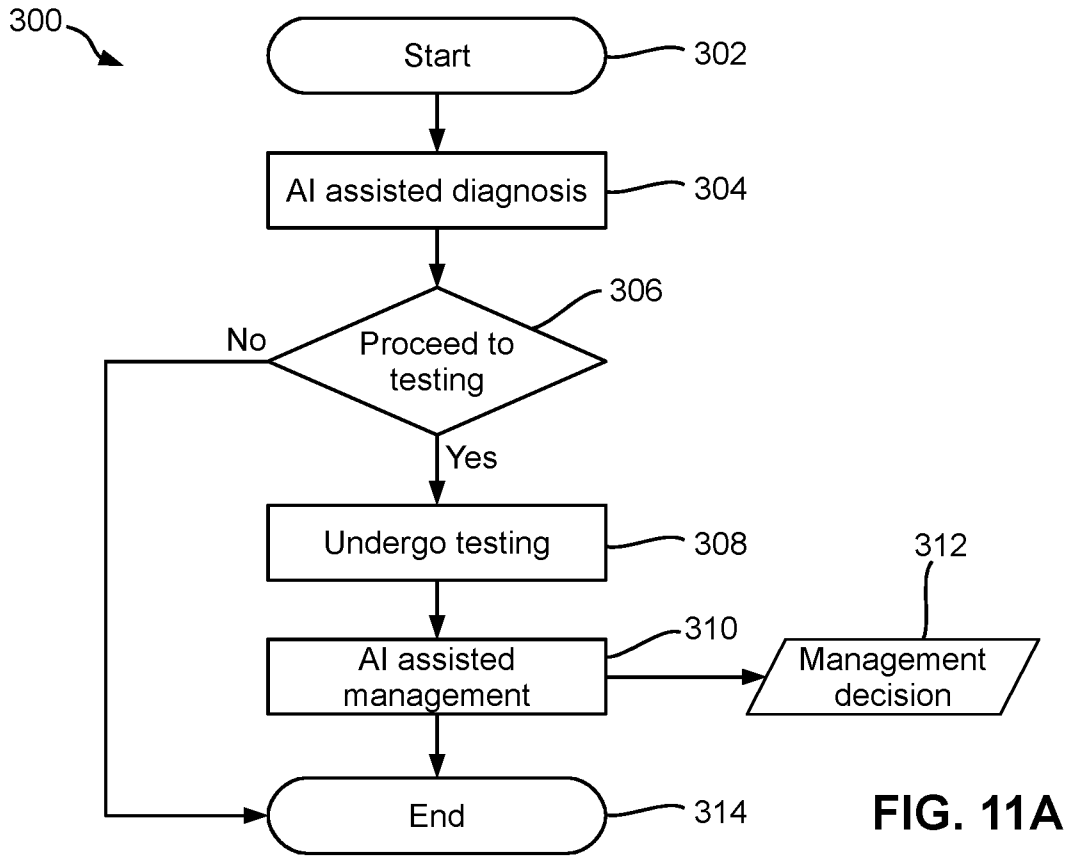 300
Start
302
AI assisted diagnosis
304
306
No
Proceed to
testing
Yes
Undergo testing
308
312
310
AI assisted
management
Management
decision
End
314
FIG. 11A